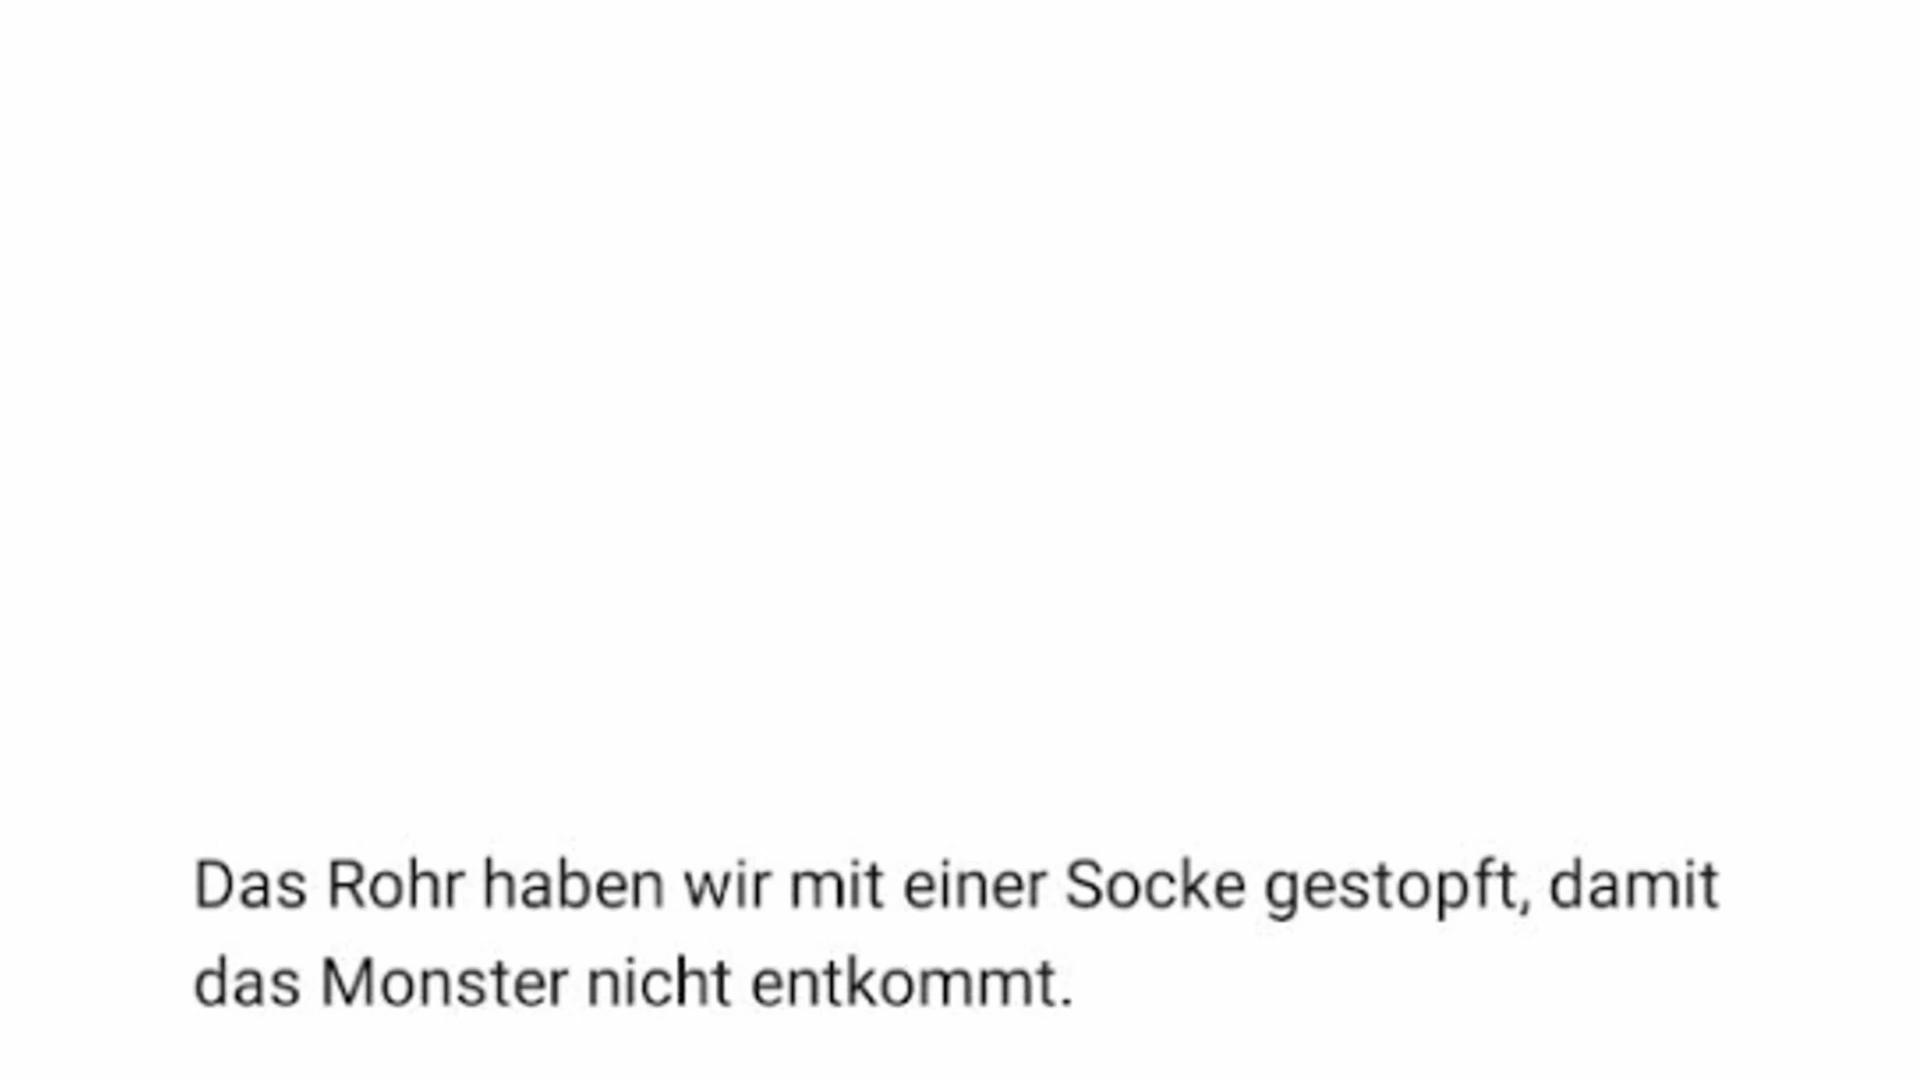 Das Rohr haben wir mit einer Socke gestopft, damit
das Monster nicht entkommt.